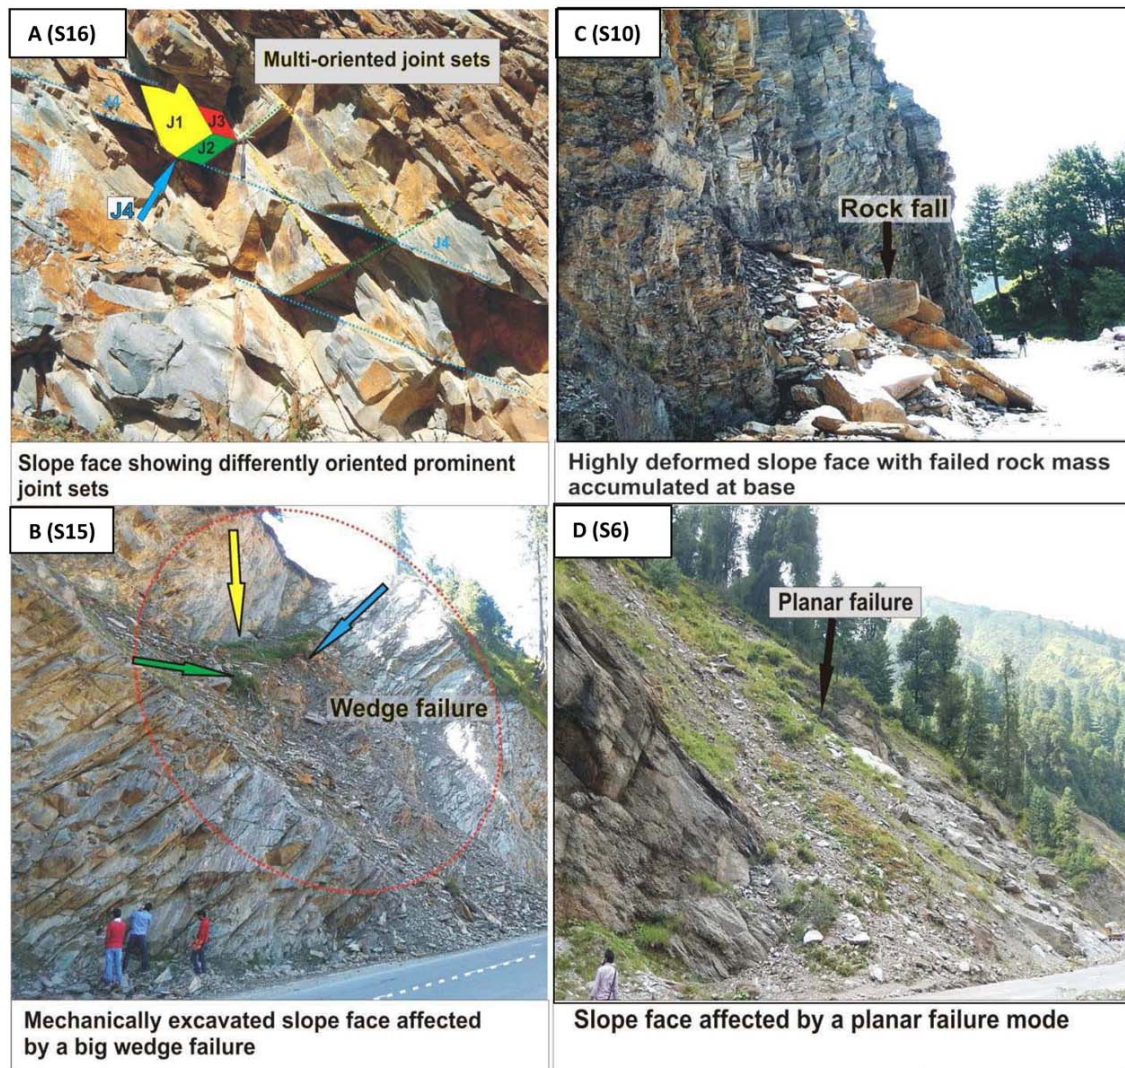 A (S16)
Multi-oriented joint sets
J4
J1
J3
J2
J4
J4
Slope face showing differently oriented prominent
joint sets
B (S15)
Wedge failure
Mechanically excavated slope face affected
by a big wedge failure
C (S10)
Rock fall
Highly deformed slope face with failed rock mass
accumulated at base
D (S6)
Planar failure
Slope face affected by a planar failure mode